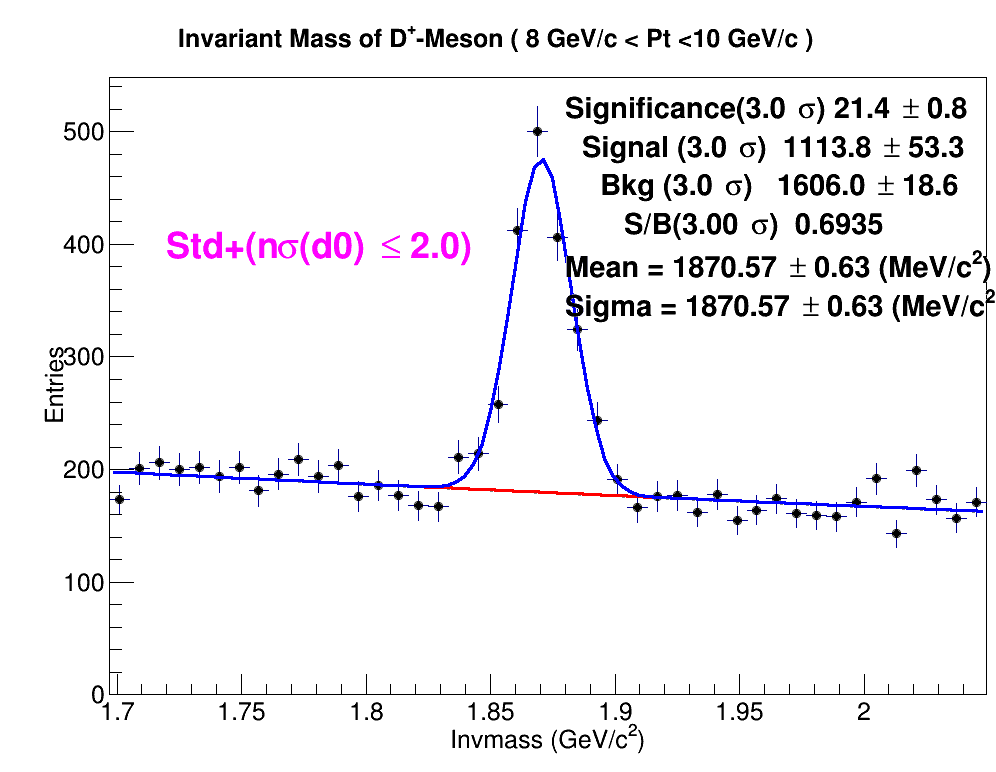 Invariant Mass of D⁺-Meson ( 8 GeV/c < Pt <10 GeV/c )
Significance(3.0 σ) 21.4 ± 0.8
Signal (3.0 σ) 1113.8 ± 53.3
Bkg (3.0 σ) 1606.0 ± 18.6
S/B(3.00 σ) 0.6935
Mean = 1870.57 ± 0.63 (MeV/c²)
Sigma = 1870.57 ± 0.63 (MeV/c²
Std+(nσ(d0) ≤ 2.0)
Entries
500
400
300
200
100
0
1.7 1.75 1.8 1.85 1.9 1.95 2
Invmass (GeV/c²)